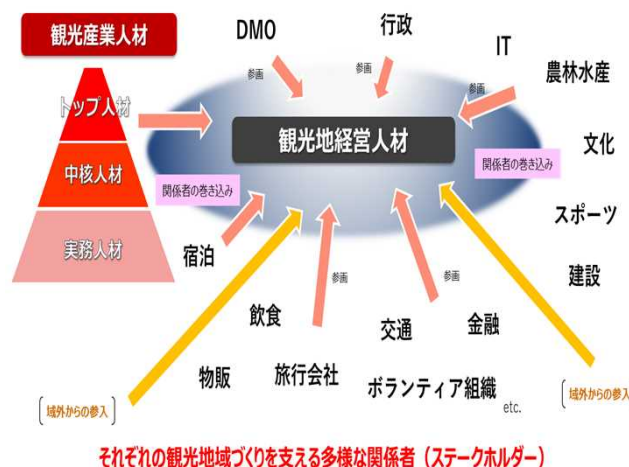 観光産業人材
DMO
行政
IT
農林水産
参画
参画
参画
トップ人材
観光地経営人材
文化
中核人材
関係者の巻き込み
関係者の巻き込み
スポーツ
実務人材
宿泊
建設
参画
参画
飲食
交通
金融
物販
旅行会社
ボランティア組織
etc.
[域外からの参入]
[域外からの参入]
それぞれの観光地域づくりを支える多様な関係者(ステークホルダー)